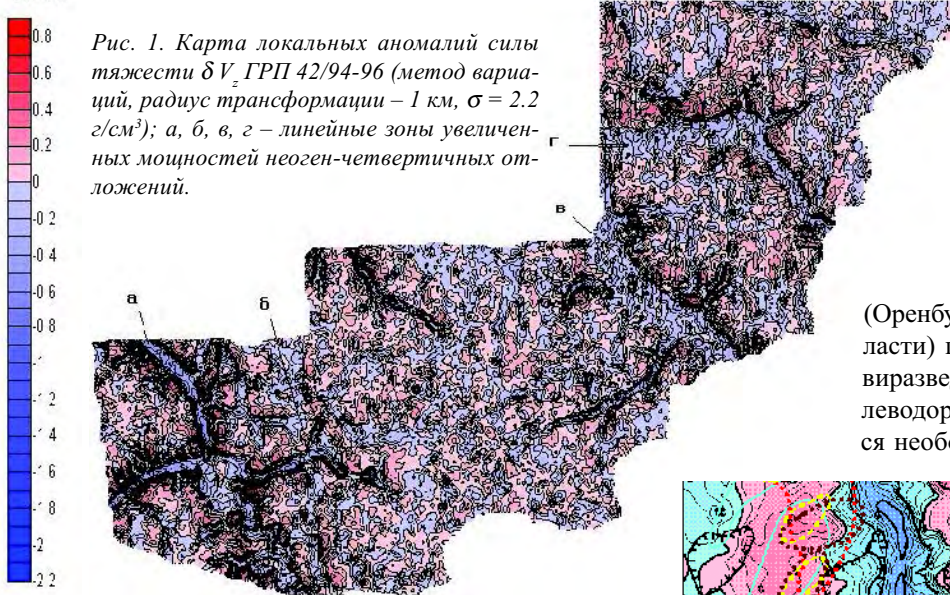 0.8
0.6
0.4
0.2
0
-0 2
-0 4
-0 6
-0 8
-2
-2 2
Рис. 1. Карта локальных аномалий силы
тяжести δ V_z ГРП 42/94-96 (метод вариа-
ций, радиус трансформации – 1 км, σ = 2.2
г/см³); а, б, в, г – линейные зоны увеличен-
ных мощностей неоген-четвертичных от-
ложений.
г
в
б
а
(Оренбу
ласти)
виразве
леводор
ся необ